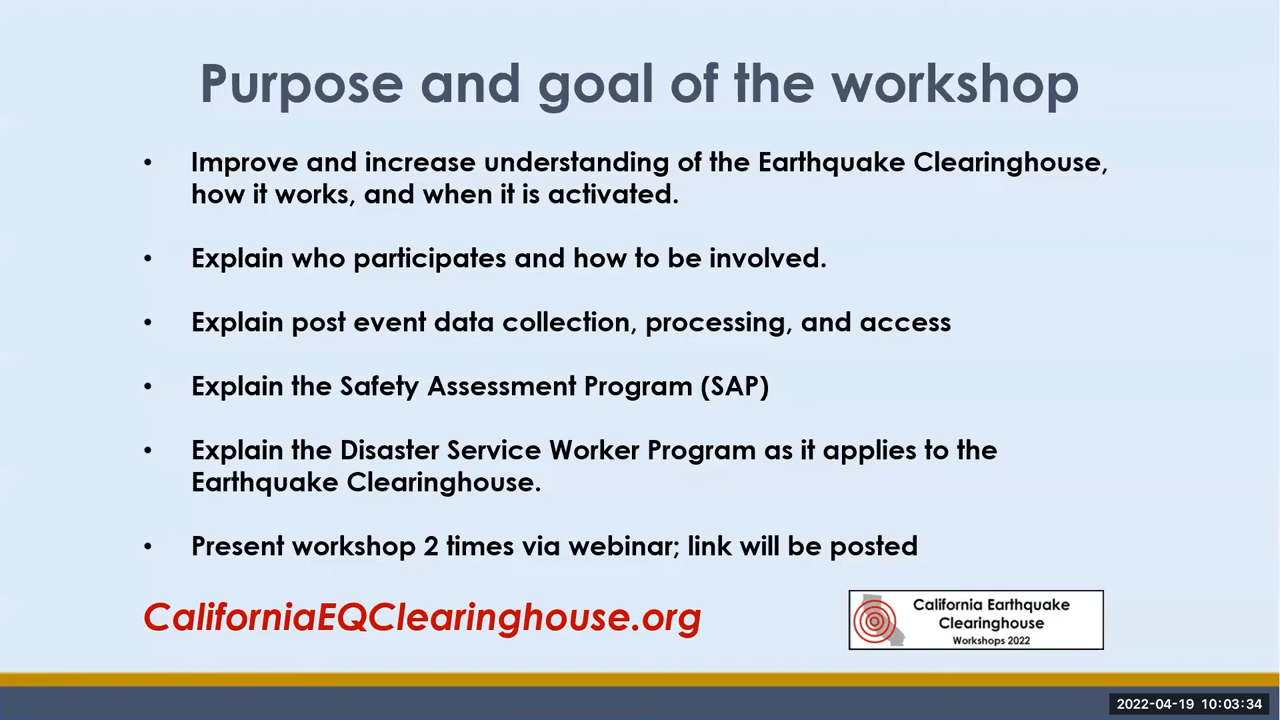 Purpose and goal of the workshop
• Improve and increase understanding of the Earthquake Clearinghouse,
how it works, and when it is activated.
• Explain who participates and how to be involved.
• Explain post event data collection, processing, and access
• Explain the Safety Assessment Program (SAP)
• Explain the Disaster Service Worker Program as it applies to the
Earthquake Clearinghouse.
• Present workshop 2 times via webinar; link will be posted
CaliforniaEQClearinghouse.org
California Earthquake
Clearinghouse
Workshops 2022
2022-04-19 10:03:34